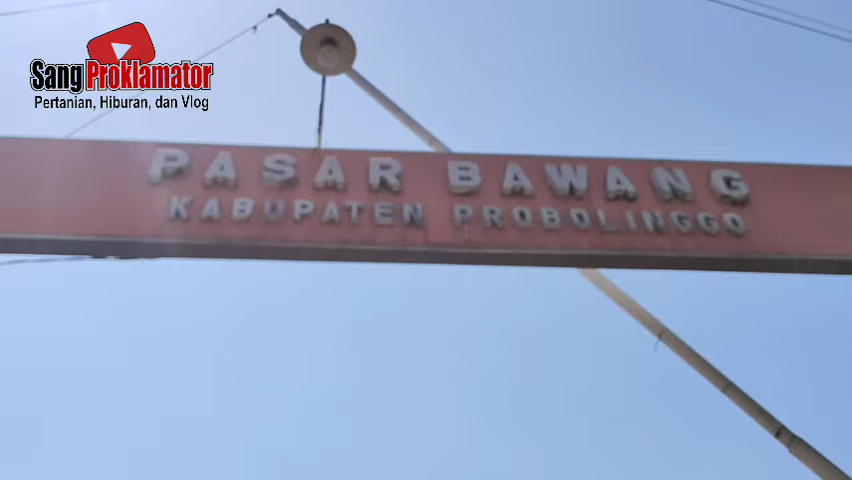 Sang Proklamator
Pertanian, Hiburan, dan Vlog
PASAR BAWANG
KABUPATEN PROBOLINGGO